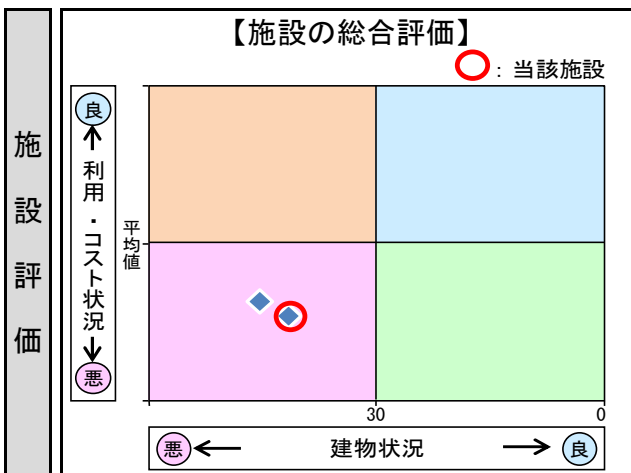 施設評価
【施設の総合評価】
：当該施設
良
利用・コスト状況
悪
平均値
30
0
悪
建物状況
良